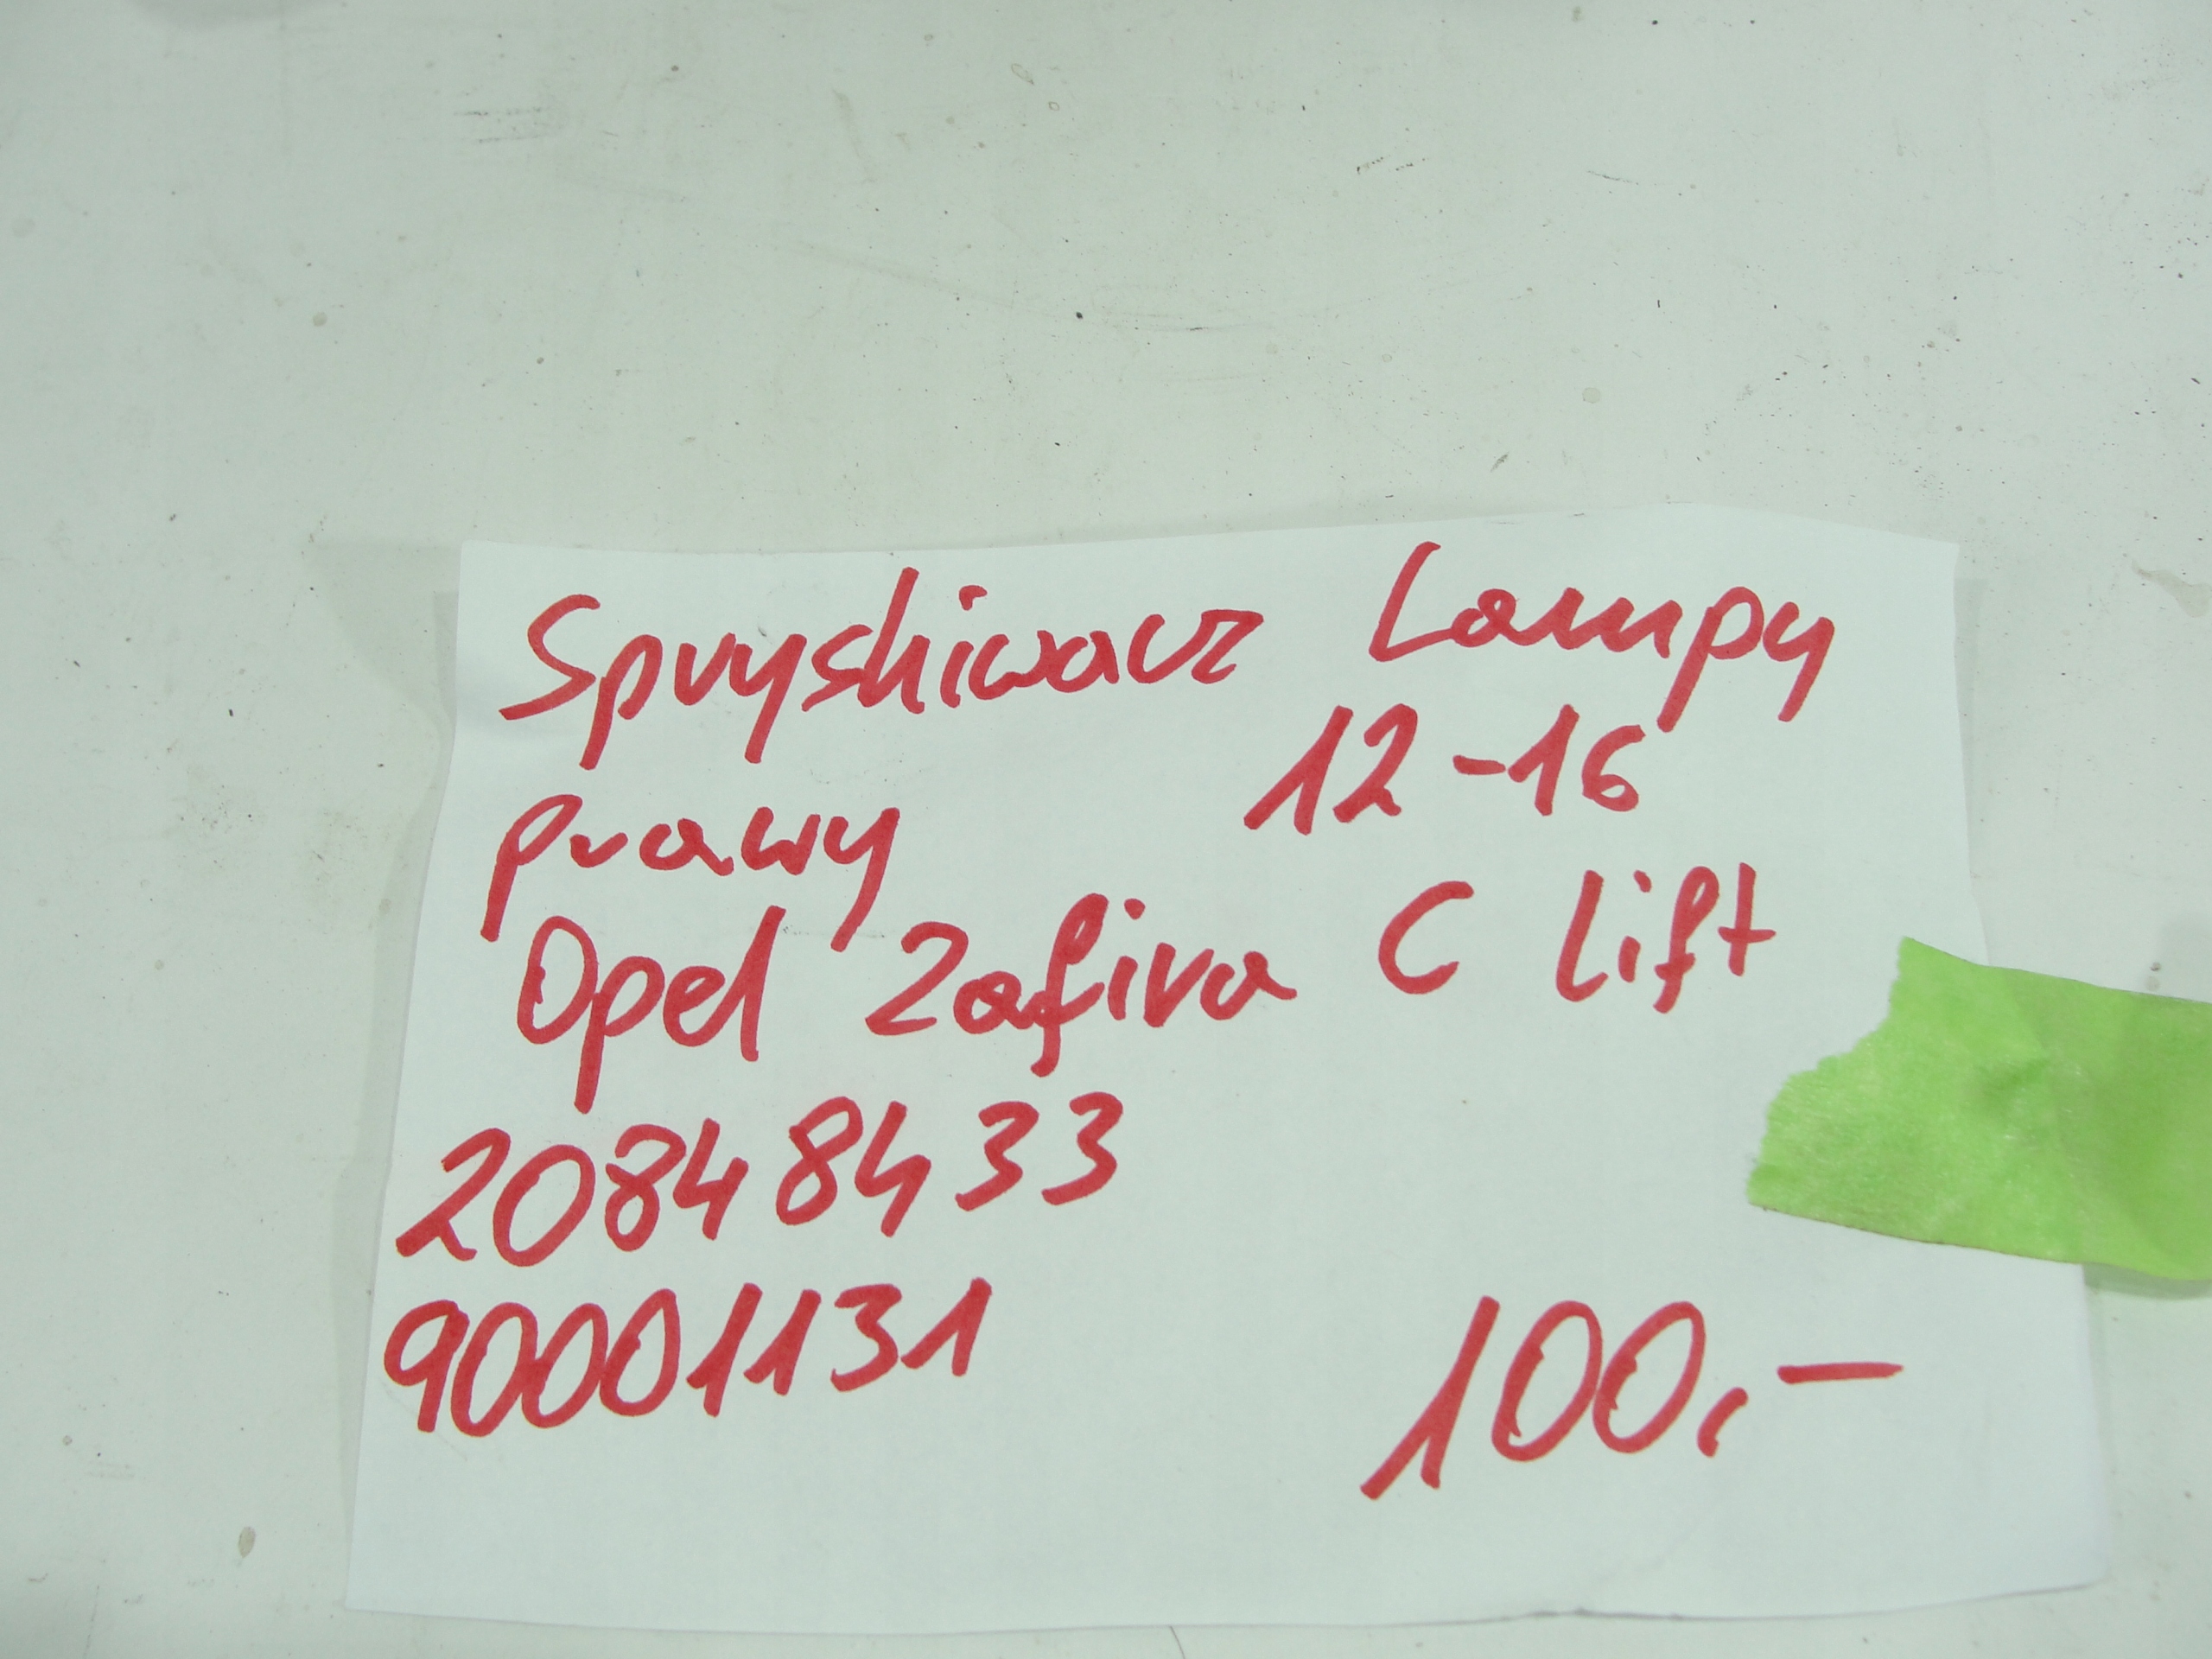 Spryskiwacz Lampy
prawy 12-16
Opel Zafira C lift
20848433
90001131
100,-